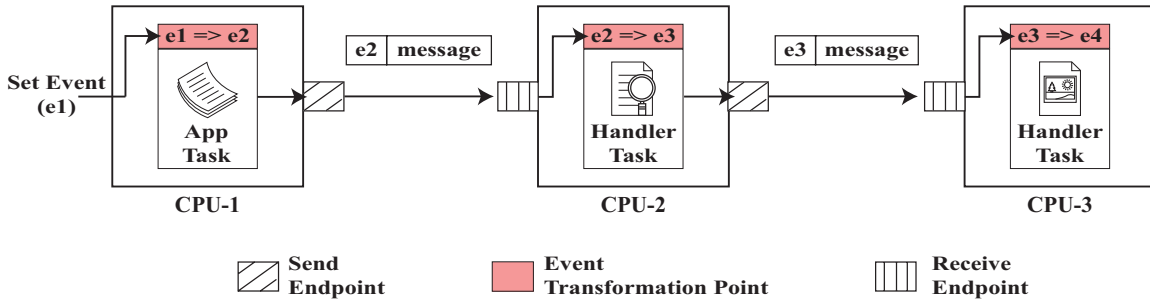 e1 => e2
e2 message
e2 => e3
e3 message
e3 => e4
Set Event
(e1)
App
Task
Handler
Task
Handler
Task
CPU-1
CPU-2
CPU-3
Send
Endpoint
Event
Transformation Point
Receive
Endpoint